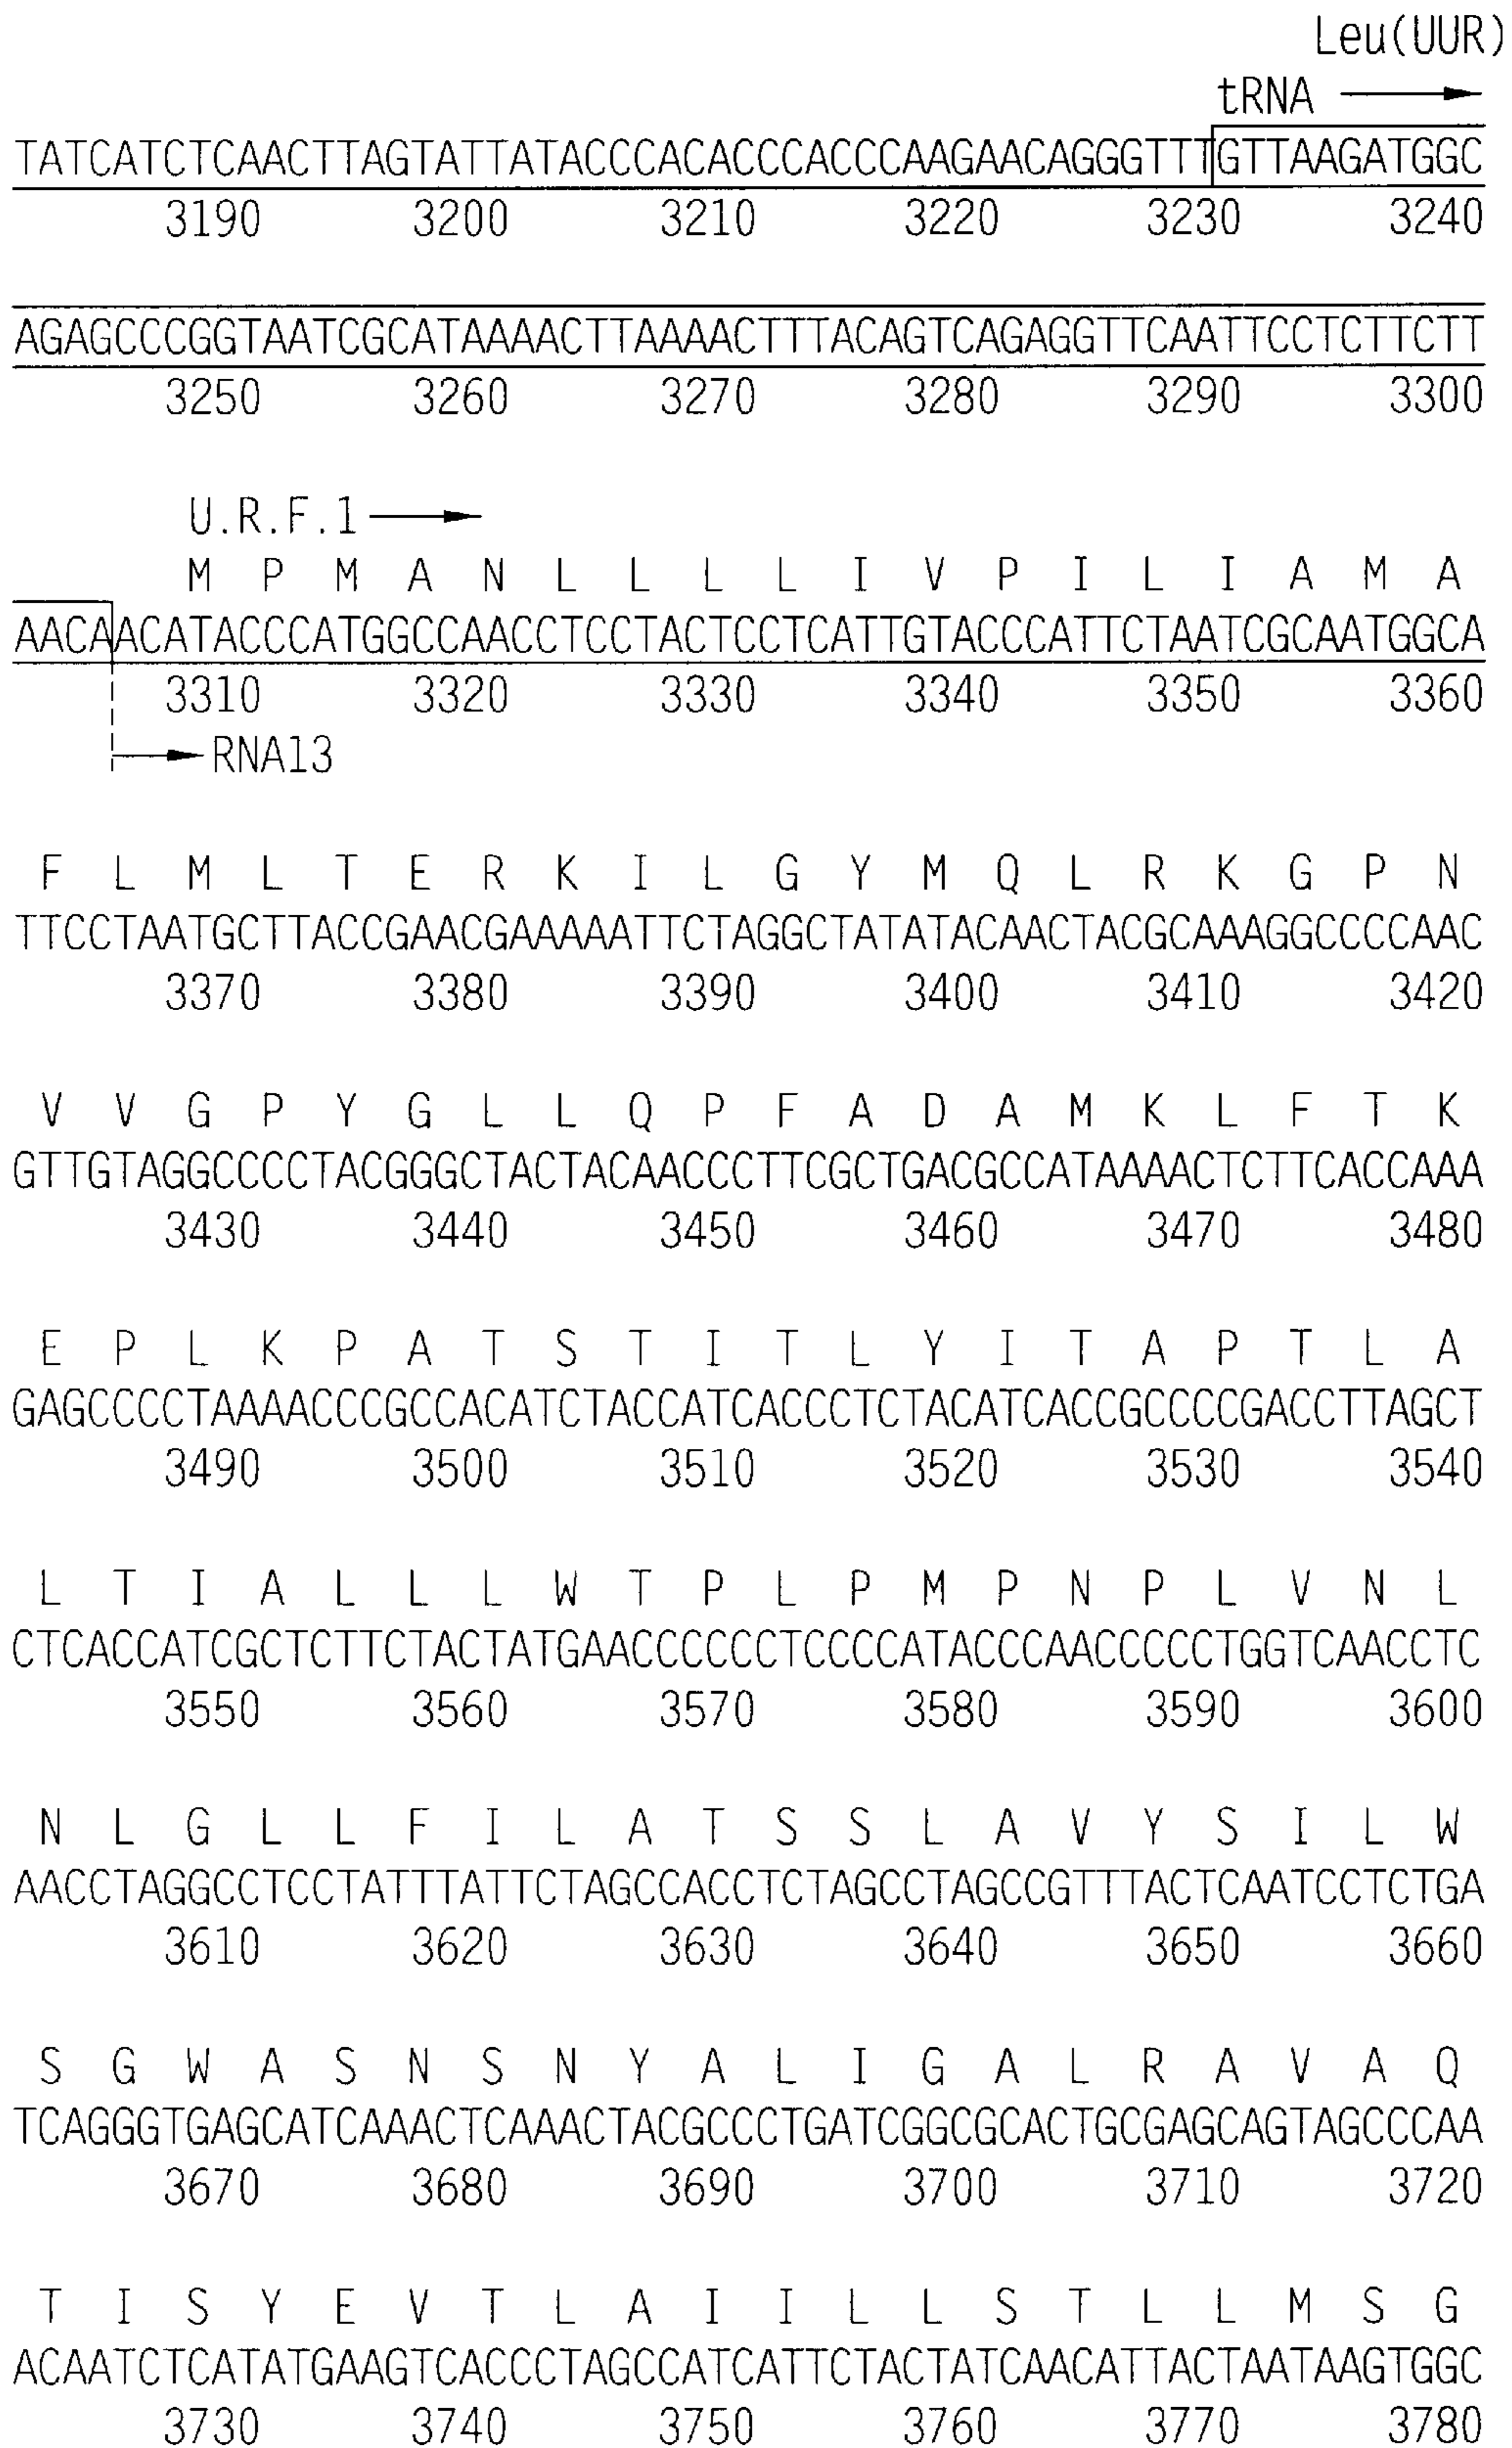 Leu(UUR)
tRNA
TATCATCTCAACTTAGTATTATACCCACACCCACCCAAGAACAGGGTTTGTTAAGATGGC
3190 3200 3210 3220 3230 3240
AGAGCCCGGTAATCGCATAAAACTTAAAACTTTACAGTCAGAGGTTCAATTCCTCTTCTT
3250 3260 3270 3280 3290 3300
U.R.F.1
M P M A N L L L L I V P I L I A M A
AACAACATACCCATGGCCAACCTCCTACTCCTCATTGTACCCATTCTAATCGCAATGGCA
3310 3320 3330 3340 3350 3360
RNA13
F L M L T E R K I L G Y M Q L R K G P N
TTCCTAATGCTTACCGAACGAAAAATTCTAGGCTATATACAACTACGCAAAGGCCCCAAC
3370 3380 3390 3400 3410 3420
V V G P Y G L L Q P F A D A M K L F T K
GTTGTAGGCCCCTACGGGCTACTACAACCCTTCGCTGACGCCATAAAACTCTTCACCAAA
3430 3440 3450 3460 3470 3480
E P L K P A T S T I T L Y I T A P T L A
GAGCCCCTAAAACCCGCCACATCTACCATCACCCTCTACATCACCGCCCCGACCTTAGCT
3490 3500 3510 3520 3530 3540
L T I A L L L W T P L P M P N P L V N L
CTCACCATCGCTCTTCTACTATGAACCCCCCTCCCCATACCCAACCCCCTGGTCAACCTC
3550 3560 3570 3580 3590 3600
N L G L L F I L A T S S L A V Y S I L W
AACCTAGGCCTCCTATTTATTCTAGCCACCTCTAGCCTAGCCGTTTACTCAATCCTCTGA
3610 3620 3630 3640 3650 3660
S G W A S N S N Y A L I G A L R A V A Q
TCAGGGTGAGCATCAAACTCAAACTACGCCCTGATCGGCGCACTGCGAGCAGTAGCCCAA
3670 3680 3690 3700 3710 3720
T I S Y E V T L A I I L L S T L L M S G
ACAATCTCATATGAAGTCACCCTAGCCATCATTCTACTATCAACATTACTAATAAGTGGC
3730 3740 3750 3760 3770 3780